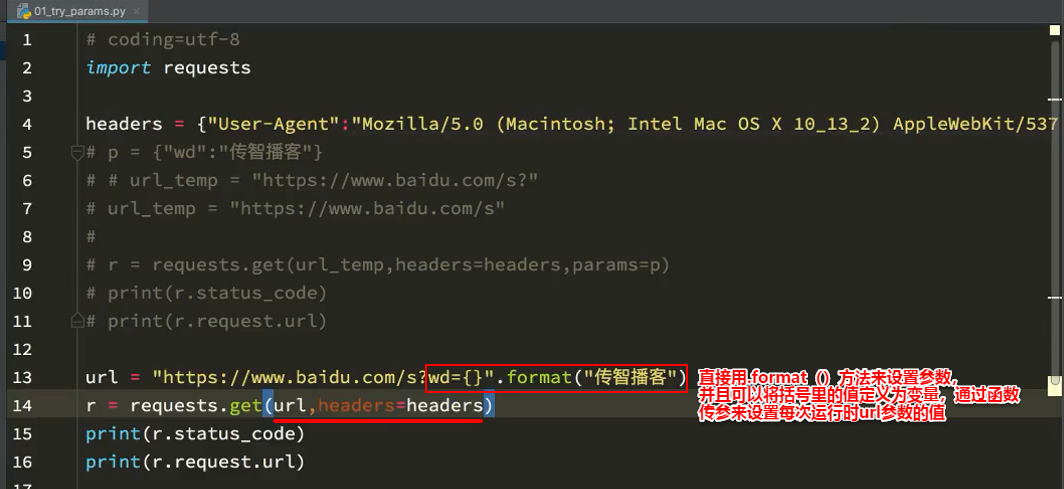 01_try_params.py
1 # coding=utf-8
2 import requests
3
4 headers = {"User-Agent":"Mozilla/5.0 (Macintosh; Intel Mac OS X 10_13_2) AppleWebKit/537
5 # p = {"wd":"传智播客"}
6 # # url_temp = "https://www.baidu.com/s?"
7 # url_temp = "https://www.baidu.com/s"
8 #
9 # r = requests.get(url_temp,headers=headers,params=p)
10 # print(r.status_code)
11 # print(r.request.url)
12
13 url = "https://www.baidu.com/s?wd={}".format("传智播客")
14 r = requests.get(url,headers=headers)
15 print(r.status_code)
16 print(r.request.url)
直接用.format（）方法来设置参数，
并且可以将括号里的值定义为变量，通过函数
传参来设置每次运行时url参数的值